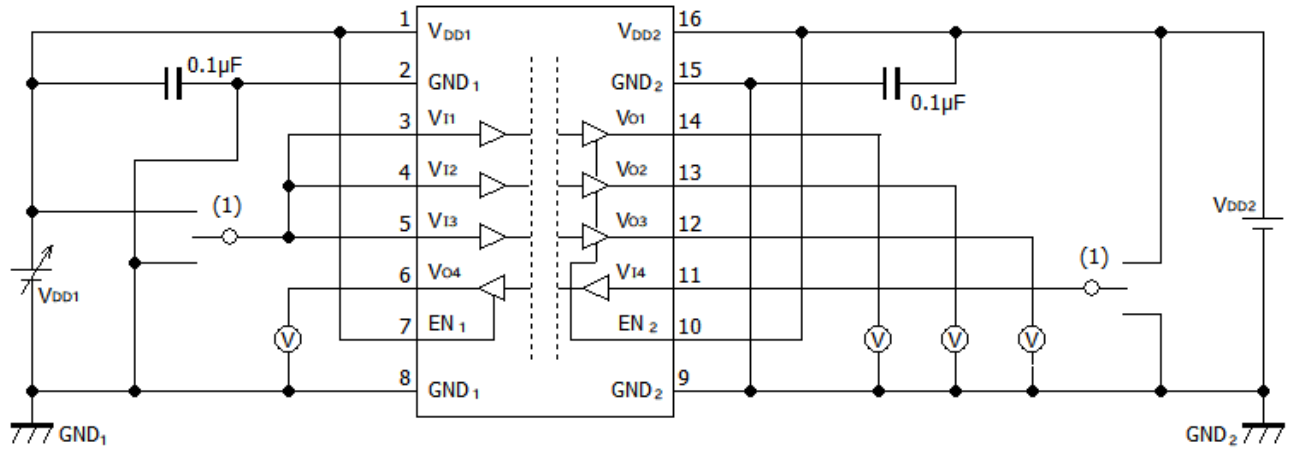 1 VDD1 VDD2 16
0.1µF 2 GND1 GND2 15 0.1µF
3 VI1 VO1 14
4 VI2 VO2 13
(1) 5 VI3 VO3 12 VDD2
VDD1 6 VO4 VI4 11 (1)
V 7 EN1 EN2 10 V V V
8 GND1 GND2 9
GND1 GND2